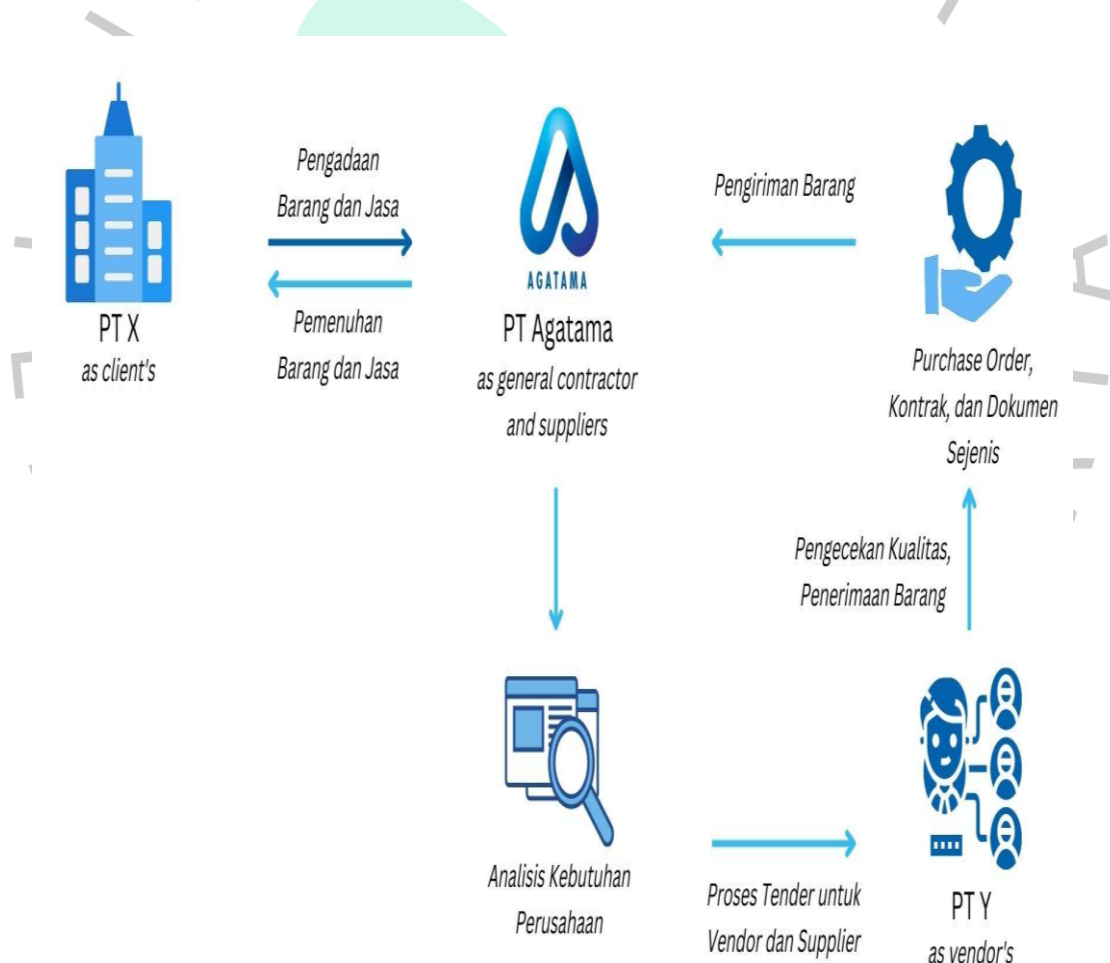 Pengadaan
Barang dan Jasa
Pengiriman Barang
AGATAMA
PT X
as client's
Pemenuhan
Barang dan Jasa
PT Agatama
as general contractor
and suppliers
Purchase Order,
Kontrak, dan Dokumen
Sejenis
Pengecekan Kualitas,
Penerimaan Barang
Analisis Kebutuhan
Perusahaan
Proses Tender untuk
Vendor dan Supplier
PT Y
as vendor's